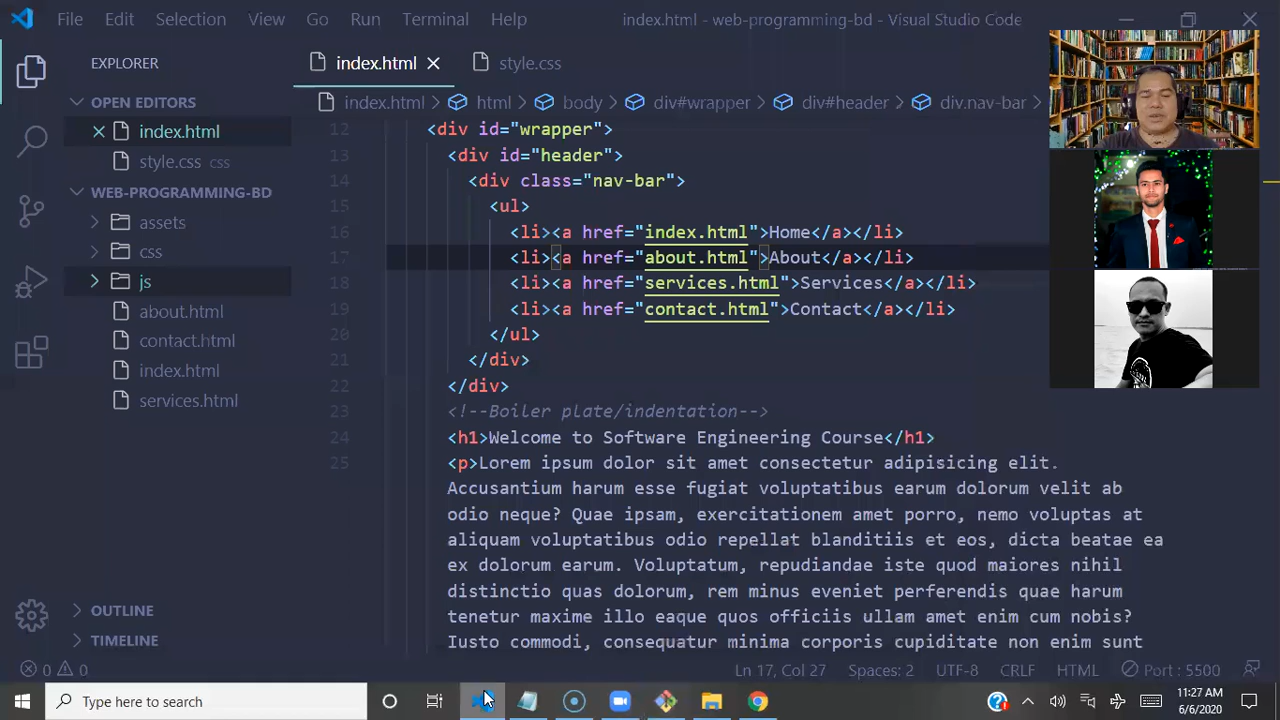 File Edit Selection View Go Run Terminal Help index.html - web-programming-bd - Visual Studio Code
EXPLORER
OPEN EDITORS
index.html
style.css css
WEB-PROGRAMMING-BD
assets
css
js
about.html
contact.html
index.html
services.html
OUTLINE
TIMELINE
index.html style.css
index.html html body div#wrapper div#header div.nav-bar
12 <div id="wrapper">
13 <div id="header">
14 <div class="nav-bar">
15 <ul>
16 <li><a href="index.html">Home</a></li>
17 <li><a href="about.html">About</a></li>
18 <li><a href="services.html">Services</a></li>
19 <li><a href="contact.html">Contact</a></li>
20 </ul>
21 </div>
22 </div>
23 <!--Boiler plate/indentation-->
24 <h1>Welcome to Software Engineering Course</h1>
25 <p>Lorem ipsum dolor sit amet consectetur adipisicing elit.
Accusantium harum esse fugiat voluptatibus earum dolorum velit ab
odio neque? Quae ipsam, exercitationem amet porro, nemo voluptas at
aliquam voluptatibus odio repellat blanditiis et eos, dicta beatae ea
ex dolorum earum. Voluptatum, repudiandae iste quod maiores nihil
distinctio quas dolorum, rem minus eveniet perferendis quae harum
tenetur maxime illo eaque quos officiis ullam amet enim cum nobis?
Iusto commodi, consequatur minima corporis cupiditate non enim sunt
0 0 Ln 17, Col 27 Spaces: 2 UTF-8 CRLF HTML Port : 5500
Type here to search
11:27 AM
6/6/2020